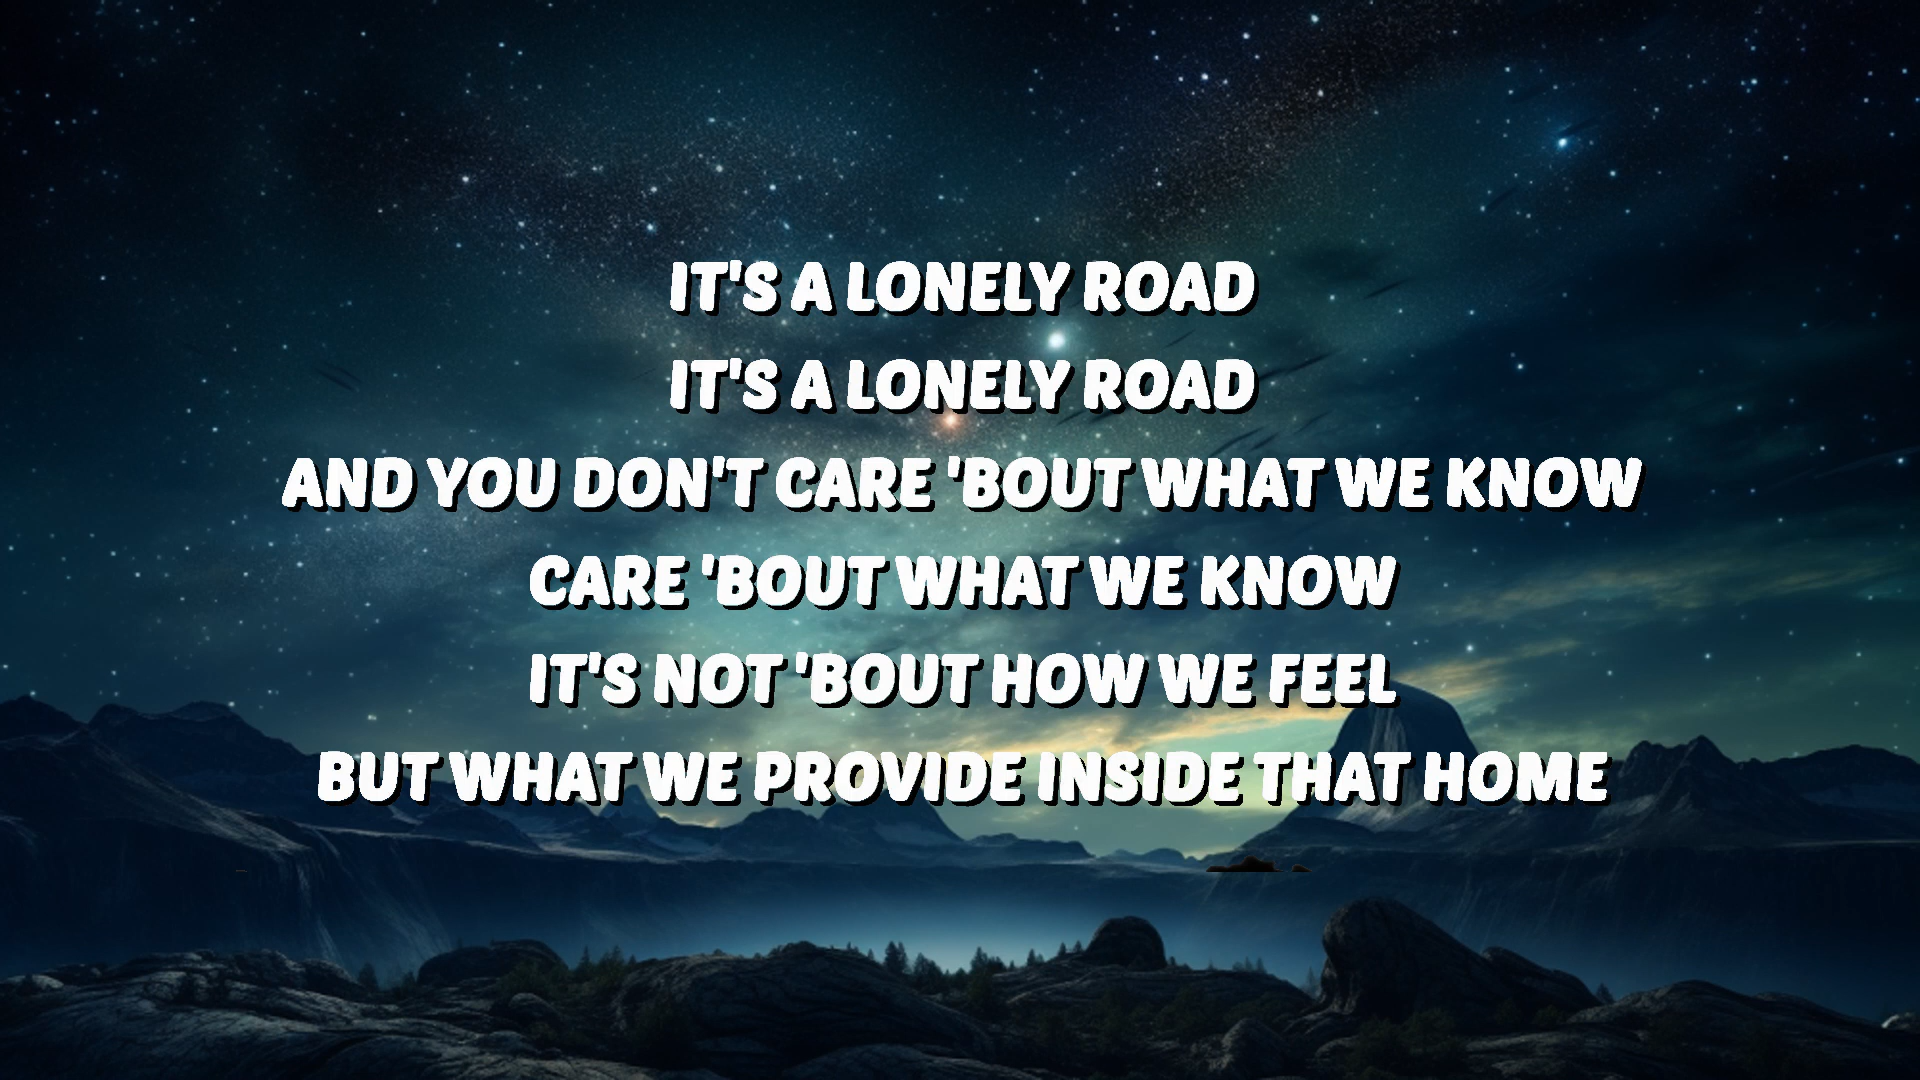 IT'S A LONELY ROAD
IT'S A LONELY ROAD
AND YOU DON'T CARE 'BOUT WHAT WE KNOW
CARE 'BOUT WHAT WE KNOW
IT'S NOT 'BOUT HOW WE FEEL
BUT WHAT WE PROVIDE INSIDE THAT HOME